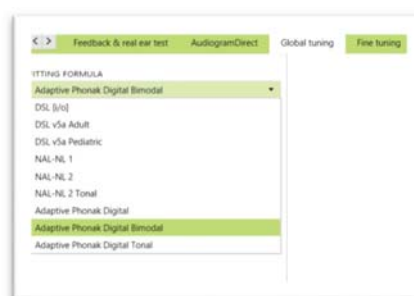 < > Feedback & real ear test AudiogramDirect Global tuning Fine tuning
ITTING FORMULA
Adaptive Phonak Digital Bimodal
DSL [i/o]
DSL v5a Adult
DSL v5a Pediatric
NAL-NL 1
NAL-NL 2
NAL-NL 2 Tonal
Adaptive Phonak Digital
Adaptive Phonak Digital Bimodal
Adaptive Phonak Digital Tonal